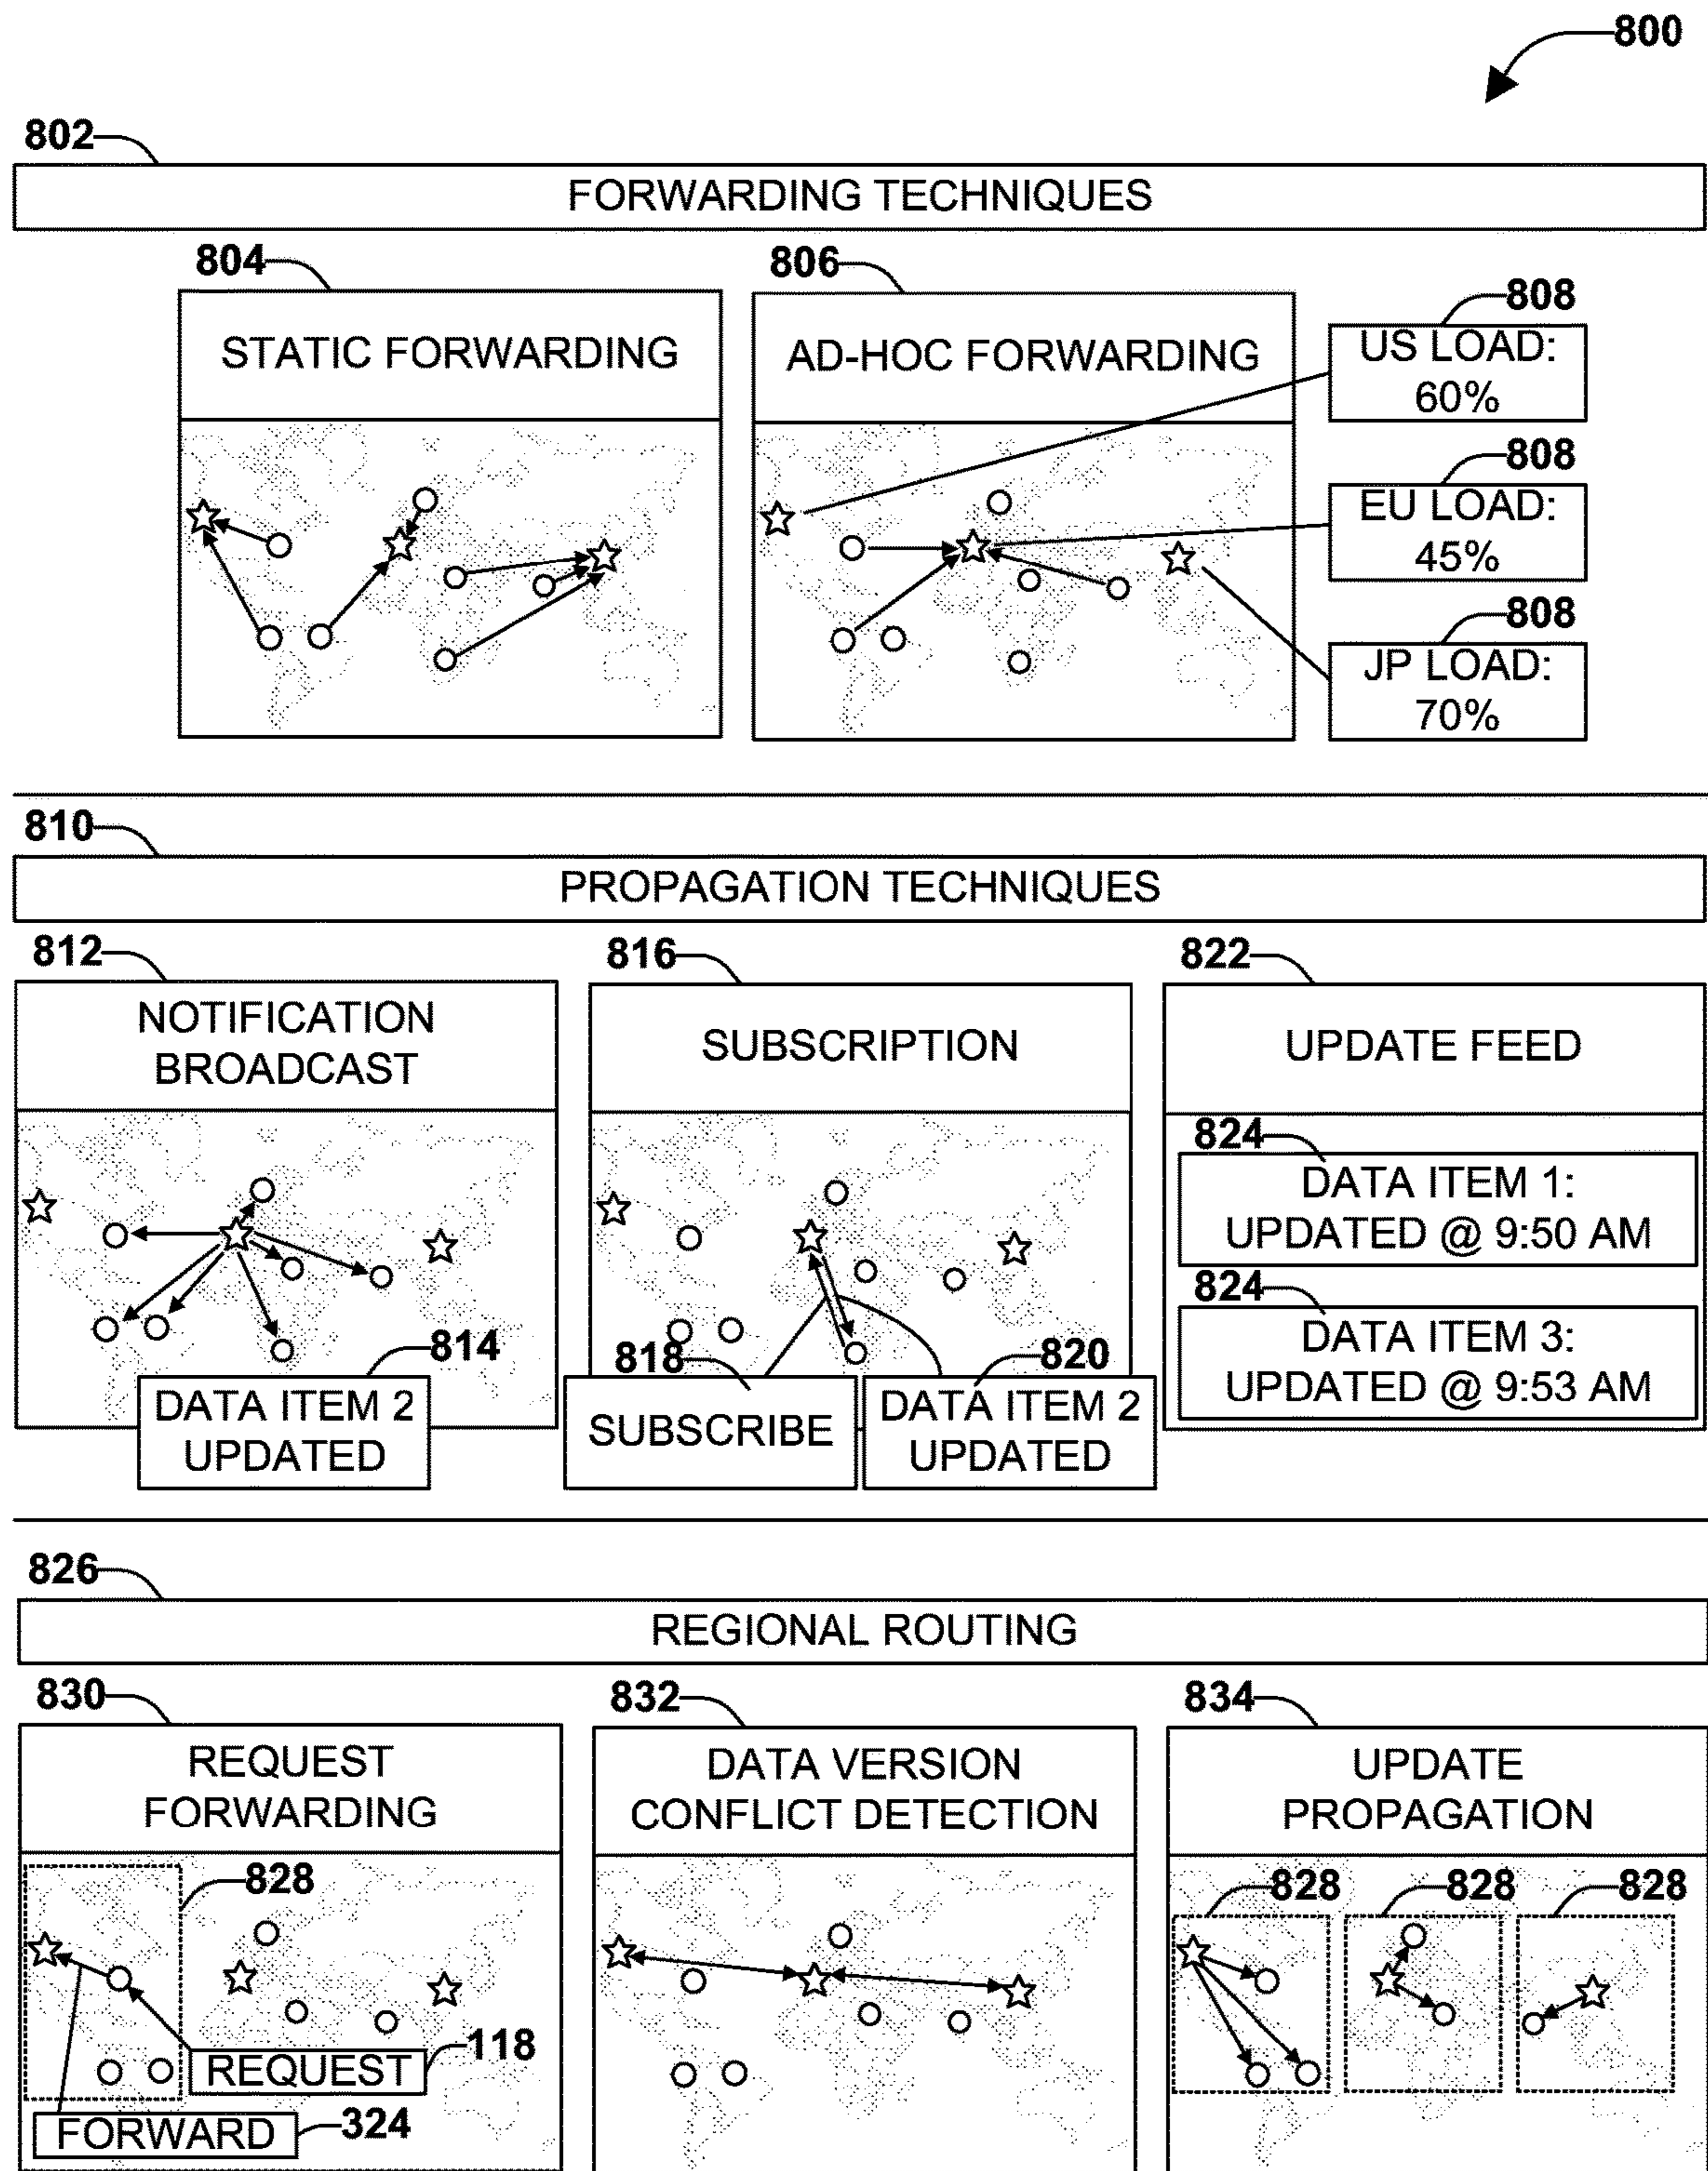 800
802
FORWARDING TECHNIQUES
804
806
808
STATIC FORWARDING
AD-HOC FORWARDING
US LOAD:
60%
808
EU LOAD:
45%
808
JP LOAD:
70%
810
PROPAGATION TECHNIQUES
812
816
822
NOTIFICATION
BROADCAST
SUBSCRIPTION
UPDATE FEED
824
DATA ITEM 1:
UPDATED @ 9:50 AM
824
DATA ITEM 3:
UPDATED @ 9:53 AM
814
DATA ITEM 2
UPDATED
818
SUBSCRIBE
820
DATA ITEM 2
UPDATED
826
REGIONAL ROUTING
830
832
834
REQUEST
FORWARDING
DATA VERSION
CONFLICT DETECTION
UPDATE
PROPAGATION
828
828
828
828
REQUEST
118
FORWARD
324